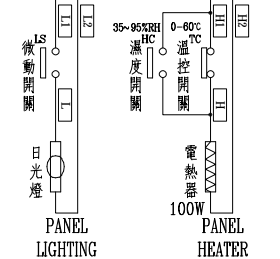 L1
L2
H1
H2
35~95%RH
0-60℃
LS
HC
TC
微動開關
濕度開關
溫控開關
L
H
日光燈
電熱器
100W
PANEL
LIGHTING
PANEL
HEATER